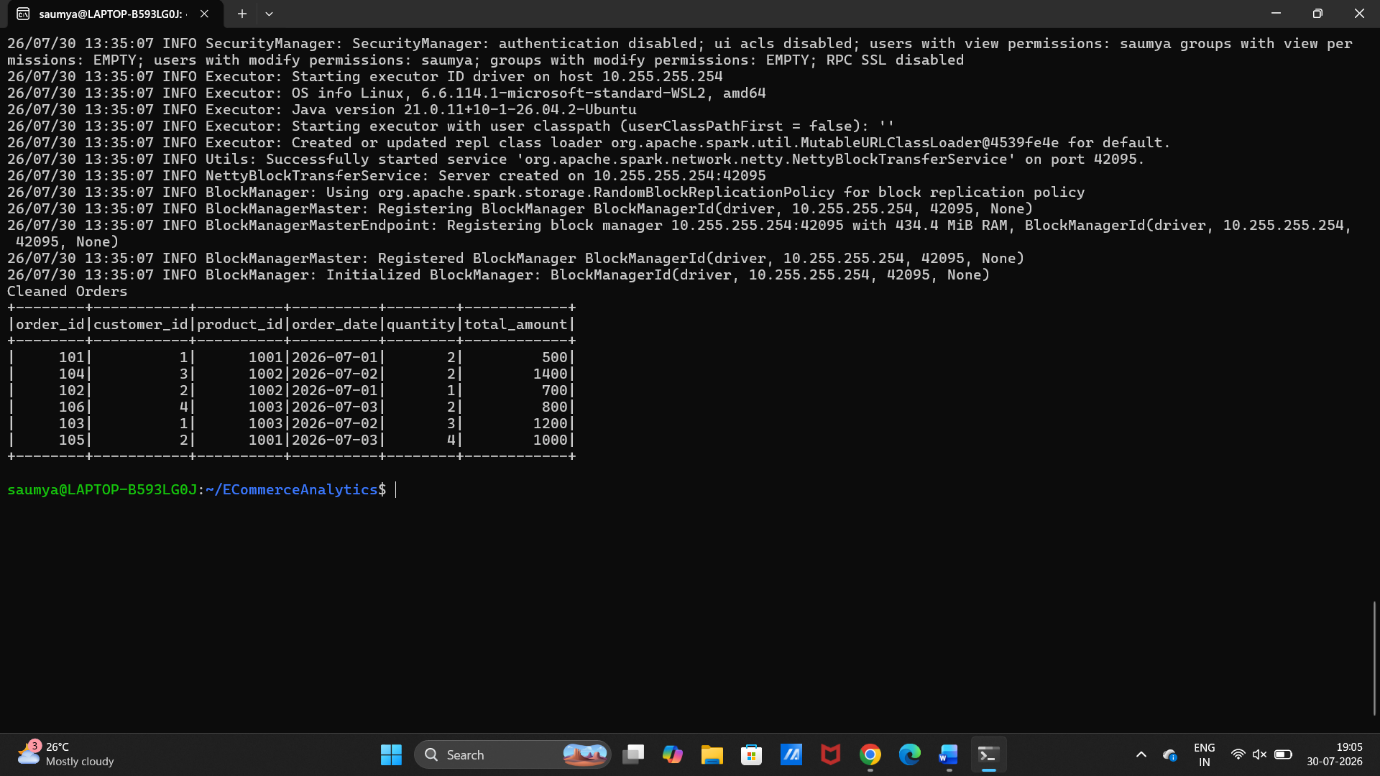 saumya@LAPTOP-B593LG0J: ~
26/07/30 13:35:07 INFO SecurityManager: SecurityManager: authentication disabled; ui acls disabled; users with view permissions: saumya groups with view per
missions: EMPTY; users with modify permissions: saumya; groups with modify permissions: EMPTY; RPC SSL disabled
26/07/30 13:35:07 INFO Executor: Starting executor ID driver on host 10.255.255.254
26/07/30 13:35:07 INFO Executor: OS info Linux, 6.6.114.1-microsoft-standard-WSL2, amd64
26/07/30 13:35:07 INFO Executor: Java version 21.0.11+10-1-26.04.2-Ubuntu
26/07/30 13:35:07 INFO Executor: Starting executor with user classpath (userClassPathFirst = false): ''
26/07/30 13:35:07 INFO Executor: Created or updated repl class loader org.apache.spark.util.MutableURLClassLoader@4539fe4e for default.
26/07/30 13:35:07 INFO Utils: Successfully started service 'org.apache.spark.network.netty.NettyBlockTransferService' on port 42095.
26/07/30 13:35:07 INFO NettyBlockTransferService: Server created on 10.255.255.254:42095
26/07/30 13:35:07 INFO BlockManager: Using org.apache.spark.storage.RandomBlockReplicationPolicy for block replication policy
26/07/30 13:35:07 INFO BlockManagerMaster: Registering BlockManager BlockManagerId(driver, 10.255.255.254, 42095, None)
26/07/30 13:35:07 INFO BlockManagerMasterEndpoint: Registering block manager 10.255.255.254:42095 with 434.4 MiB RAM, BlockManagerId(driver, 10.255.255.254,
 42095, None)
26/07/30 13:35:07 INFO BlockManagerMaster: Registered BlockManager BlockManagerId(driver, 10.255.255.254, 42095, None)
26/07/30 13:35:07 INFO BlockManager: Initialized BlockManager: BlockManagerId(driver, 10.255.255.254, 42095, None)
Cleaned Orders
+--------+-----------+----------+----------+--------+------------+
|order_id|customer_id|product_id|order_date|quantity|total_amount|
+--------+-----------+----------+----------+--------+------------+
|     101|          1|      1001|2026-07-01|       2|         500|
|     104|          3|      1002|2026-07-02|       2|        1400|
|     102|          2|      1002|2026-07-01|       1|         700|
|     106|          4|      1003|2026-07-03|       2|         800|
|     103|          1|      1003|2026-07-02|       3|        1200|
|     105|          2|      1001|2026-07-03|       4|        1000|
+--------+-----------+----------+----------+--------+------------+
saumya@LAPTOP-B593LG0J:~/ECommerceAnalytics$
3
26°C
Mostly cloudy
Search
ENG
IN
19:05
30-07-2026